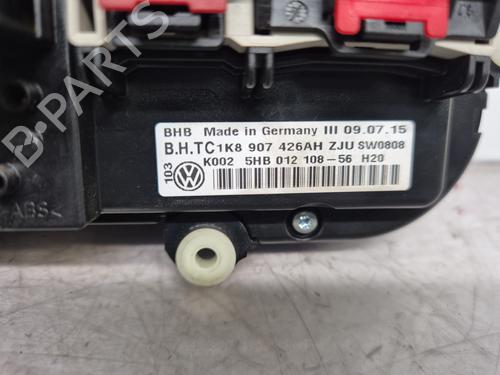 BHB Made in Germany III 09.07.15
B.H.TC 1K8 907 426AH ZJU SW0808
103 K002 5HB 012 108-56 H20
>ABS<
B-PARTS